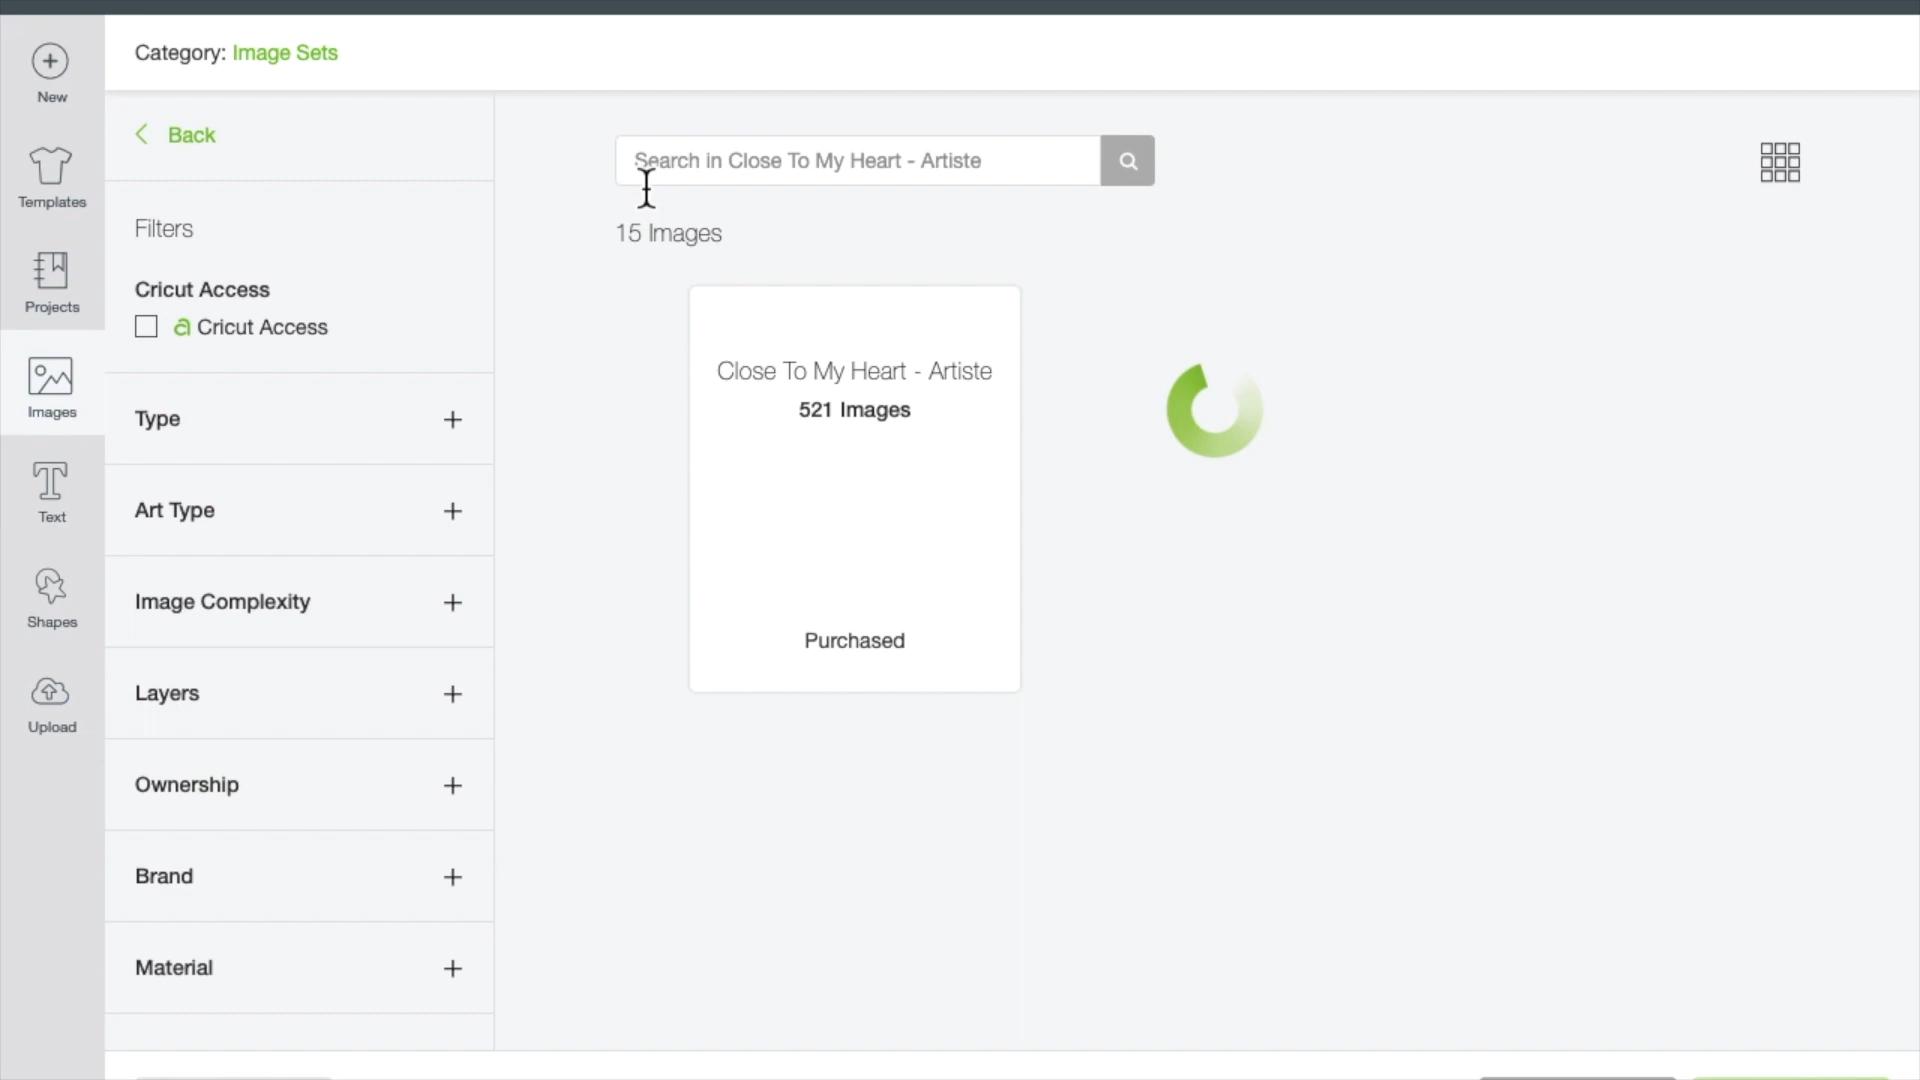 Category: Image Sets
New
Templates
Projects
Images
Text
Shapes
Upload
Back
Filters
Cricut Access
Cricut Access
Type
Art Type
Image Complexity
Layers
Ownership
Brand
Material
Search in Close To My Heart - Artiste
15 Images
Close To My Heart - Artiste
521 Images
Purchased